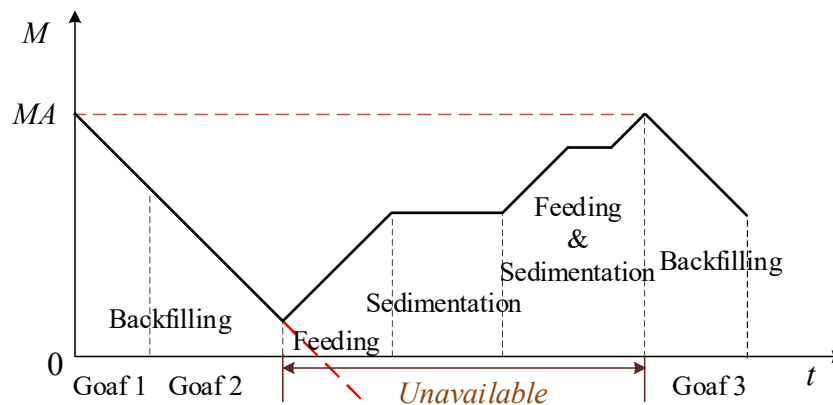 M
MA
Feeding
&
Sedimentation
Backfilling
Sedimentation
Backfilling
Feeding
0
t
Goaf 1
Goaf 2
Unavailable
Goaf 3